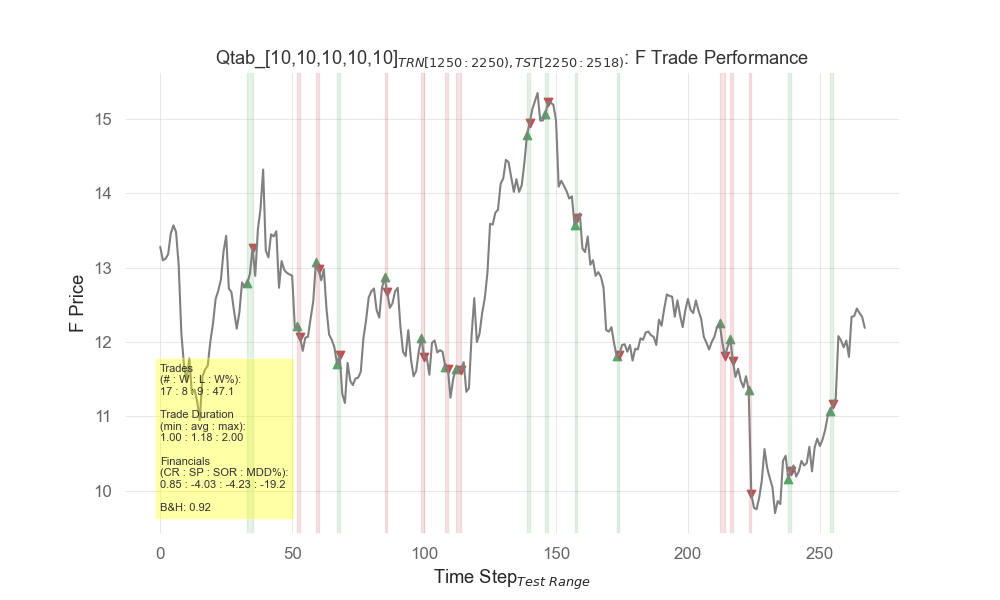 Qtab_[10,10,10,10,10]TRN[1250:2250),TST[2250:2518): F Trade Performance
F Price
15
14
13
12
11
10
Trades
(# : W : L : W%):
17 : 8 : 9 : 47.1
Trade Duration
(min : avg : max):
1.00 : 1.18 : 2.00
Financials
(CR : SP : SOR : MDD%):
0.85 : -4.03 : -4.23 : -19.2
B&H: 0.92
0 50 100 150 200 250
Time StepTest Range